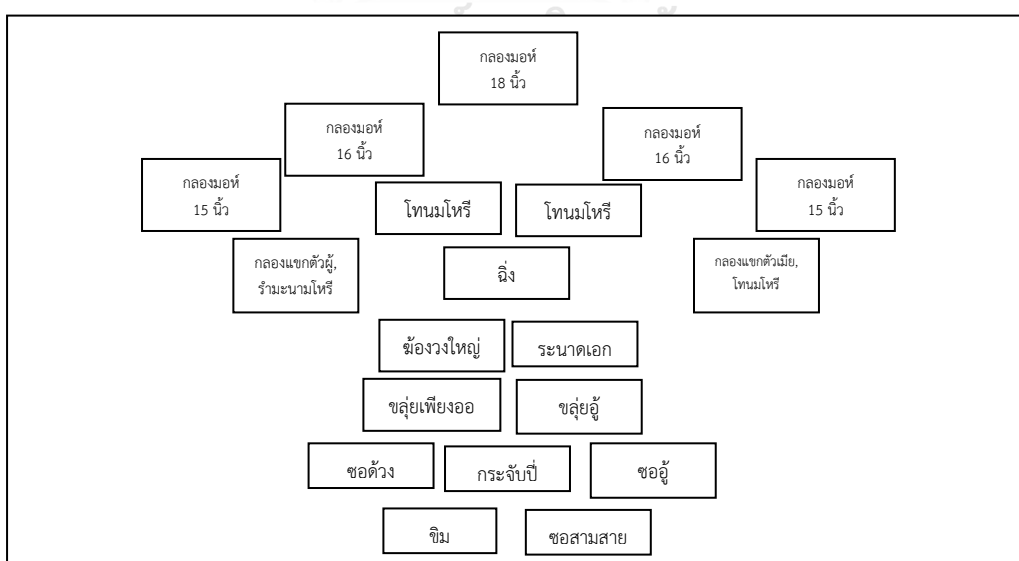 กลองมอห์
18 นิ้ว
กลองมอห์
16 นิ้ว
กลองมอห์
16 นิ้ว
กลองมอห์
15 นิ้ว
กลองมอห์
15 นิ้ว
โทนมโหรี
โทนมโหรี
กลองแขกตัวผู้,
รำมะนามโหรี
ฉิ่ง
กลองแขกตัวเมีย,
โทนมโหรี
ฆ้องวงใหญ่
ระนาดเอก
ขลุ่ยเพียงออ
ขลุ่ยอู้
ซอด้วง
กระจับปี่
ซออู้
ขิม
ซอสามสาย